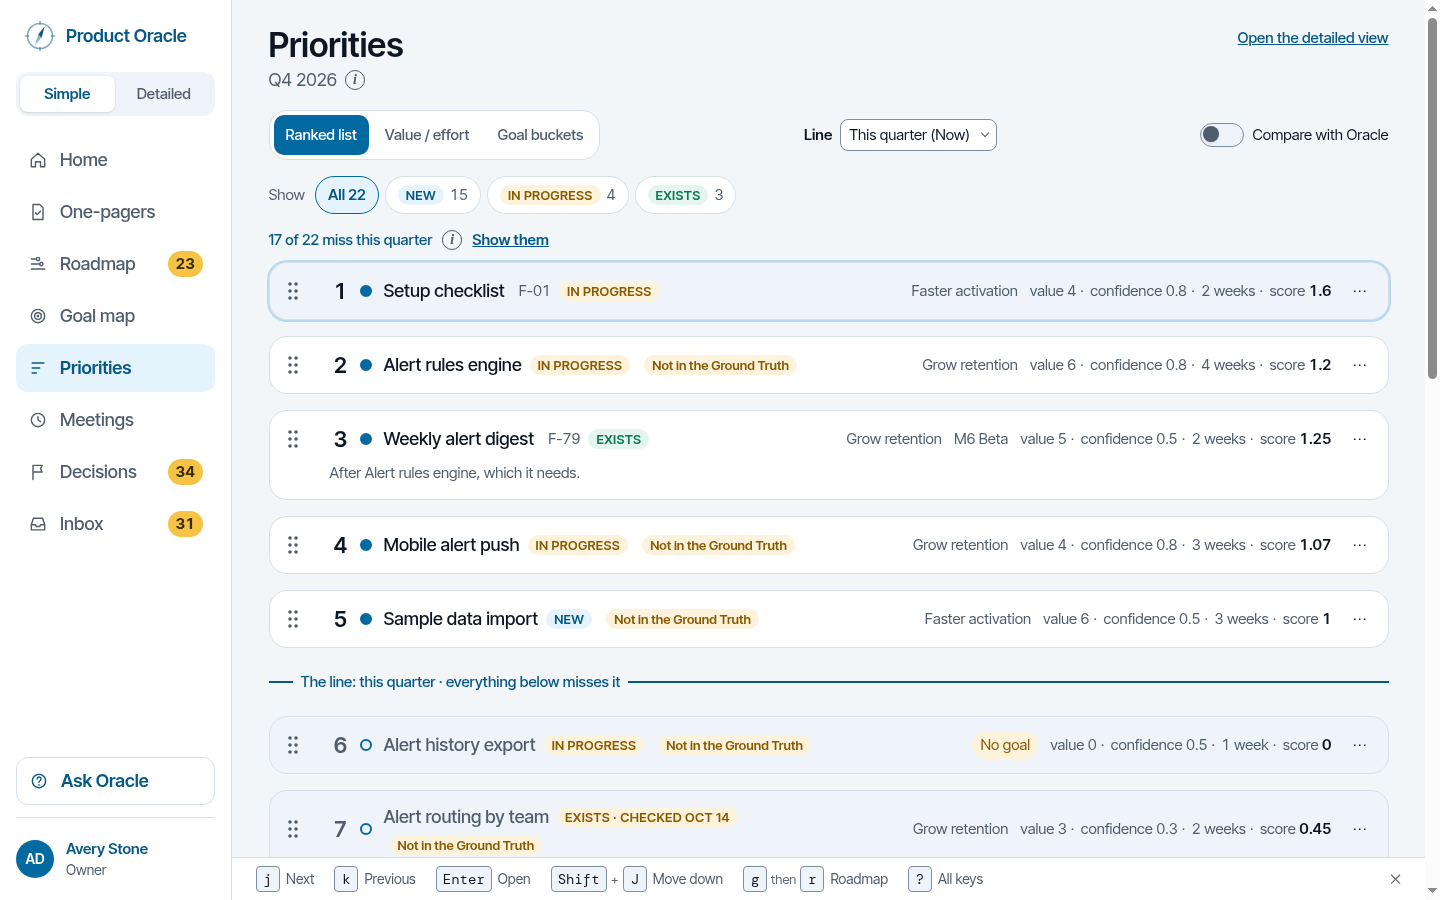 Product Oracle
Simple Detailed
Home
One-pagers
Roadmap 23
Goal map
Priorities
Meetings
Decisions 34
Inbox 31
Ask Oracle
AD Avery Stone
Owner
Priorities
Open the detailed view
Q4 2026 i
Ranked list Value / effort Goal buckets
Line This quarter (Now)
Compare with Oracle
Show All 22 NEW 15 IN PROGRESS 4 EXISTS 3
17 of 22 miss this quarter i Show them
1 Setup checklist F-01 IN PROGRESS Faster activation value 4 · confidence 0.8 · 2 weeks · score 1.6 ···
2 Alert rules engine IN PROGRESS Not in the Ground Truth Grow retention value 6 · confidence 0.8 · 4 weeks · score 1.2 ···
3 Weekly alert digest F-79 EXISTS Grow retention M6 Beta value 5 · confidence 0.5 · 2 weeks · score 1.25 ···
After Alert rules engine, which it needs.
4 Mobile alert push IN PROGRESS Not in the Ground Truth Grow retention value 4 · confidence 0.8 · 3 weeks · score 1.07 ···
5 Sample data import NEW Not in the Ground Truth Faster activation value 6 · confidence 0.5 · 3 weeks · score 1 ···
The line: this quarter · everything below misses it
6 Alert history export IN PROGRESS Not in the Ground Truth No goal value 0 · confidence 0.5 · 1 week · score 0 ···
7 Alert routing by team EXISTS · CHECKED OCT 14 Grow retention value 3 · confidence 0.3 · 2 weeks · score 0.45 ···
Not in the Ground Truth
j Next k Previous Enter Open Shift + J Move down g then r Roadmap ? All keys